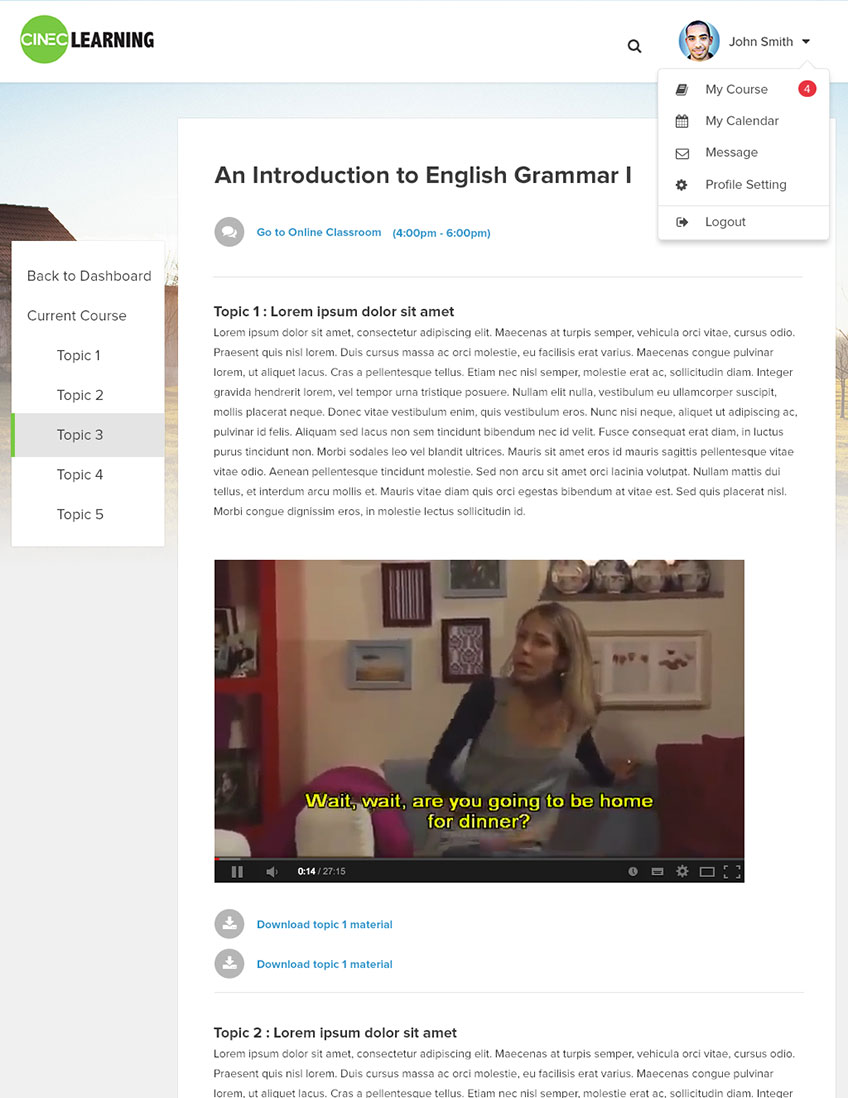 CINEC LEARNING
John Smith
My Course 4
My Calendar
Message
Profile Setting
Logout
Back to Dashboard
Current Course
Topic 1
Topic 2
Topic 3
Topic 4
Topic 5
An Introduction to English Grammar I
Go to Online Classroom (4:00pm - 6:00pm)
Topic 1 : Lorem ipsum dolor sit amet
Lorem ipsum dolor sit amet, consectetur adipiscing elit. Maecenas at turpis semper, vehicula orci vitae, cursus odio.
Praesent quis nisl lorem. Duis cursus massa ac orci molestie, eu facilisis erat varius. Maecenas congue pulvinar
lorem, ut aliquet lacus. Cras a pellentesque tellus. Etiam nec nisl semper, molestie erat ac, sollicitudin diam. Integer
gravida hendrerit lorem, vel tempor urna tristique posuere. Nullam elit nulla, vestibulum eu ullamcorper suscipit,
mollis placerat neque. Donec vitae vestibulum enim, quis vestibulum eros. Nunc nisi neque, aliquet ut adipiscing ac,
pulvinar id felis. Aliquam sed lacus non sem tincidunt bibendum nec id velit. Fusce consequat erat diam, in luctus
purus tincidunt non. Morbi sodales leo vel blandit ultrices. Mauris sit amet eros id mauris sagittis pellentesque vitae
vitae odio. Aenean pellentesque tincidunt molestie. Sed non arcu sit amet orci lacinia volutpat. Nullam mattis dui
tellus, et interdum arcu mollis et. Mauris vitae diam quis orci egestas bibendum at vitae est. Sed quis placerat nisl.
Morbi congue dignissim eros, in molestie lectus sollicitudin id.
Wait, wait, are you going to be home
for dinner?
0:14 / 27:15
Download topic 1 material
Download topic 1 material
Topic 2 : Lorem ipsum dolor sit amet
Lorem ipsum dolor sit amet, consectetur adipiscing elit. Maecenas at turpis semper, vehicula orci vitae, cursus odio.
Praesent quis nisl lorem. Duis cursus massa ac orci molestie, eu facilisis erat varius. Maecenas congue pulvinar
lorem, ut aliquet lacus. Cras a pellentesque tellus. Etiam nec nisl semper, molestie erat ac, sollicitudin diam. Integer